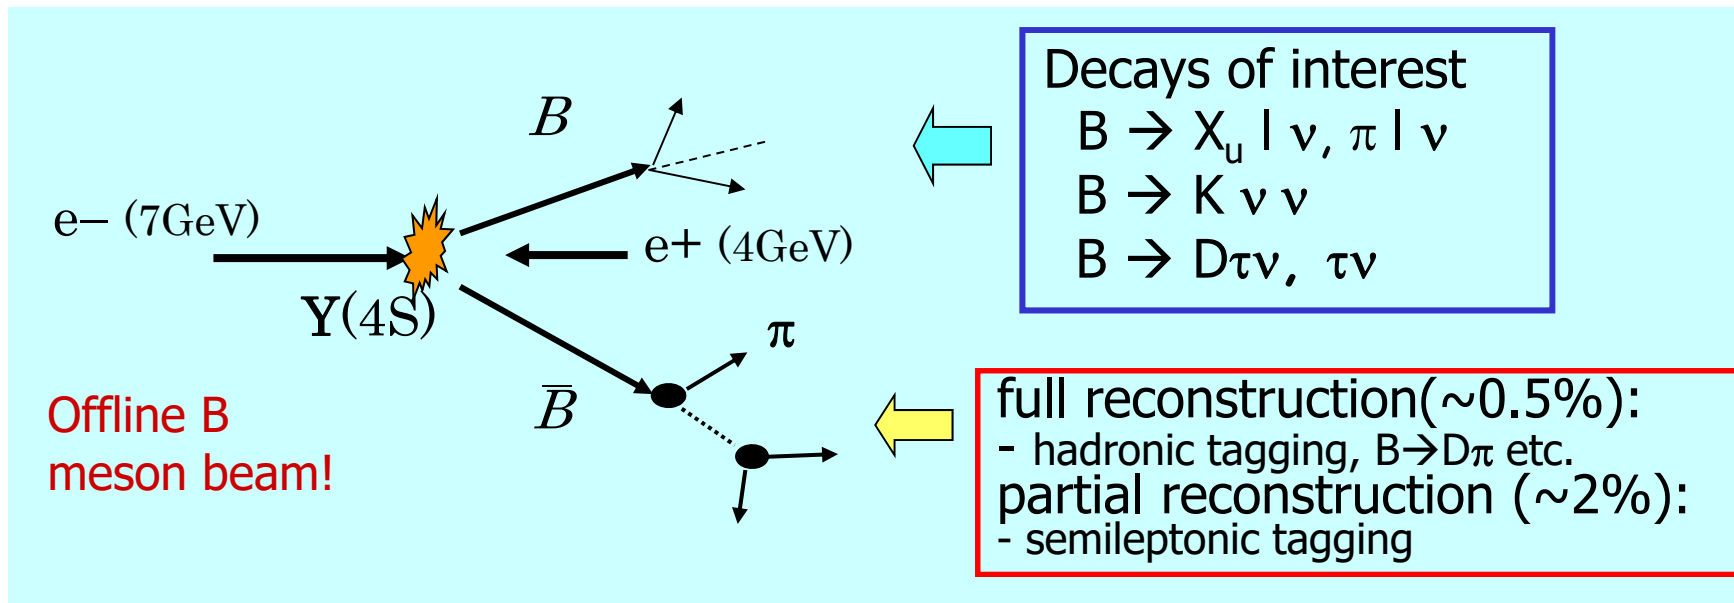 Decays of interest
B → Xu l ν, π l ν
B → K ν ν
B → Dτν, τν
B
e− (7GeV)
e+ (4GeV)
Υ(4S)
π
B̅
Offline B
meson beam!
full reconstruction(~0.5%):
- hadronic tagging, B→Dπ etc.
partial reconstruction (~2%):
- semileptonic tagging